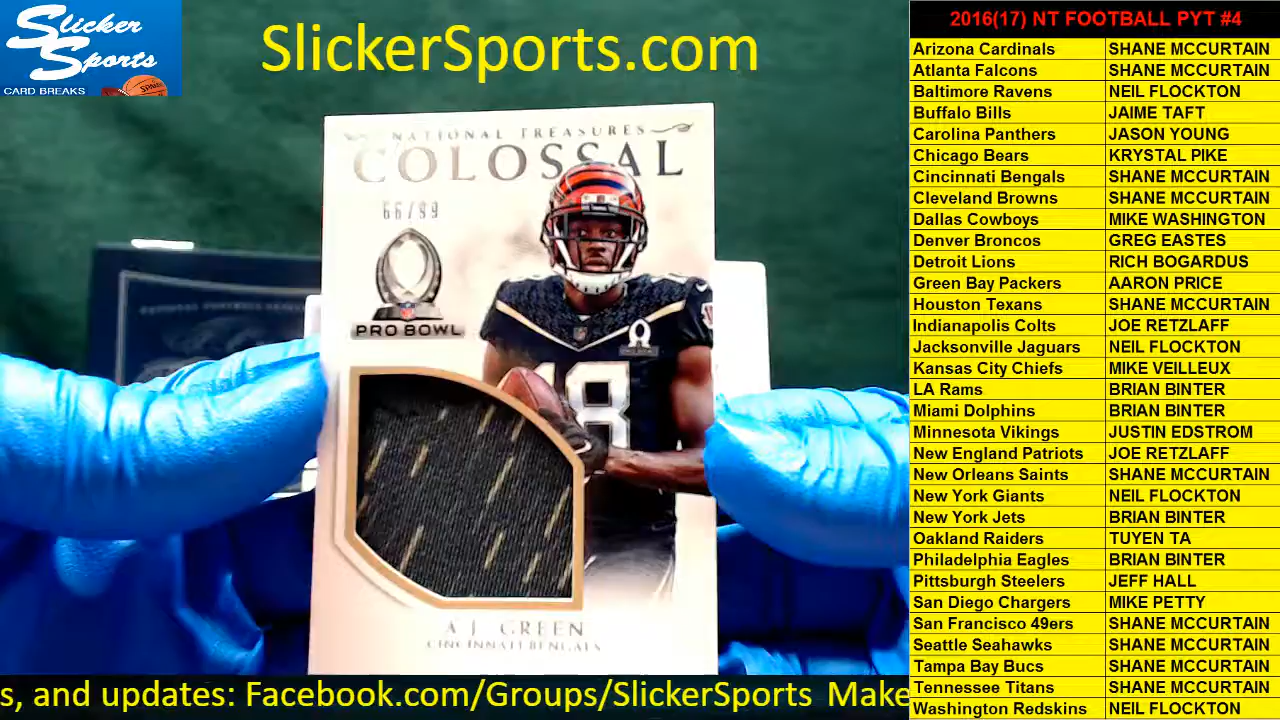 Slicker
Sports
CARD BREAKS
SPALDING
SlickerSports.com
NATIONAL TREASURES
COLOSSAL
66/99
PRO BOWL
18
A.J. GREEN
CINCINNATI BENGALS
s, and updates: Facebook.com/Groups/SlickerSports Make
2016(17) NT FOOTBALL PYT #4
Arizona Cardinals SHANE MCCURTAIN
Atlanta Falcons SHANE MCCURTAIN
Baltimore Ravens NEIL FLOCKTON
Buffalo Bills JAIME TAFT
Carolina Panthers JASON YOUNG
Chicago Bears KRYSTAL PIKE
Cincinnati Bengals SHANE MCCURTAIN
Cleveland Browns SHANE MCCURTAIN
Dallas Cowboys MIKE WASHINGTON
Denver Broncos GREG EASTES
Detroit Lions RICH BOGARDUS
Green Bay Packers AARON PRICE
Houston Texans SHANE MCCURTAIN
Indianapolis Colts JOE RETZLAFF
Jacksonville Jaguars NEIL FLOCKTON
Kansas City Chiefs MIKE VEILLEUX
LA Rams BRIAN BINTER
Miami Dolphins BRIAN BINTER
Minnesota Vikings JUSTIN EDSTROM
New England Patriots JOE RETZLAFF
New Orleans Saints SHANE MCCURTAIN
New York Giants NEIL FLOCKTON
New York Jets BRIAN BINTER
Oakland Raiders TUYEN TA
Philadelphia Eagles BRIAN BINTER
Pittsburgh Steelers JEFF HALL
San Diego Chargers MIKE PETTY
San Francisco 49ers SHANE MCCURTAIN
Seattle Seahawks SHANE MCCURTAIN
Tampa Bay Bucs SHANE MCCURTAIN
Tennessee Titans SHANE MCCURTAIN
Washington Redskins NEIL FLOCKTON